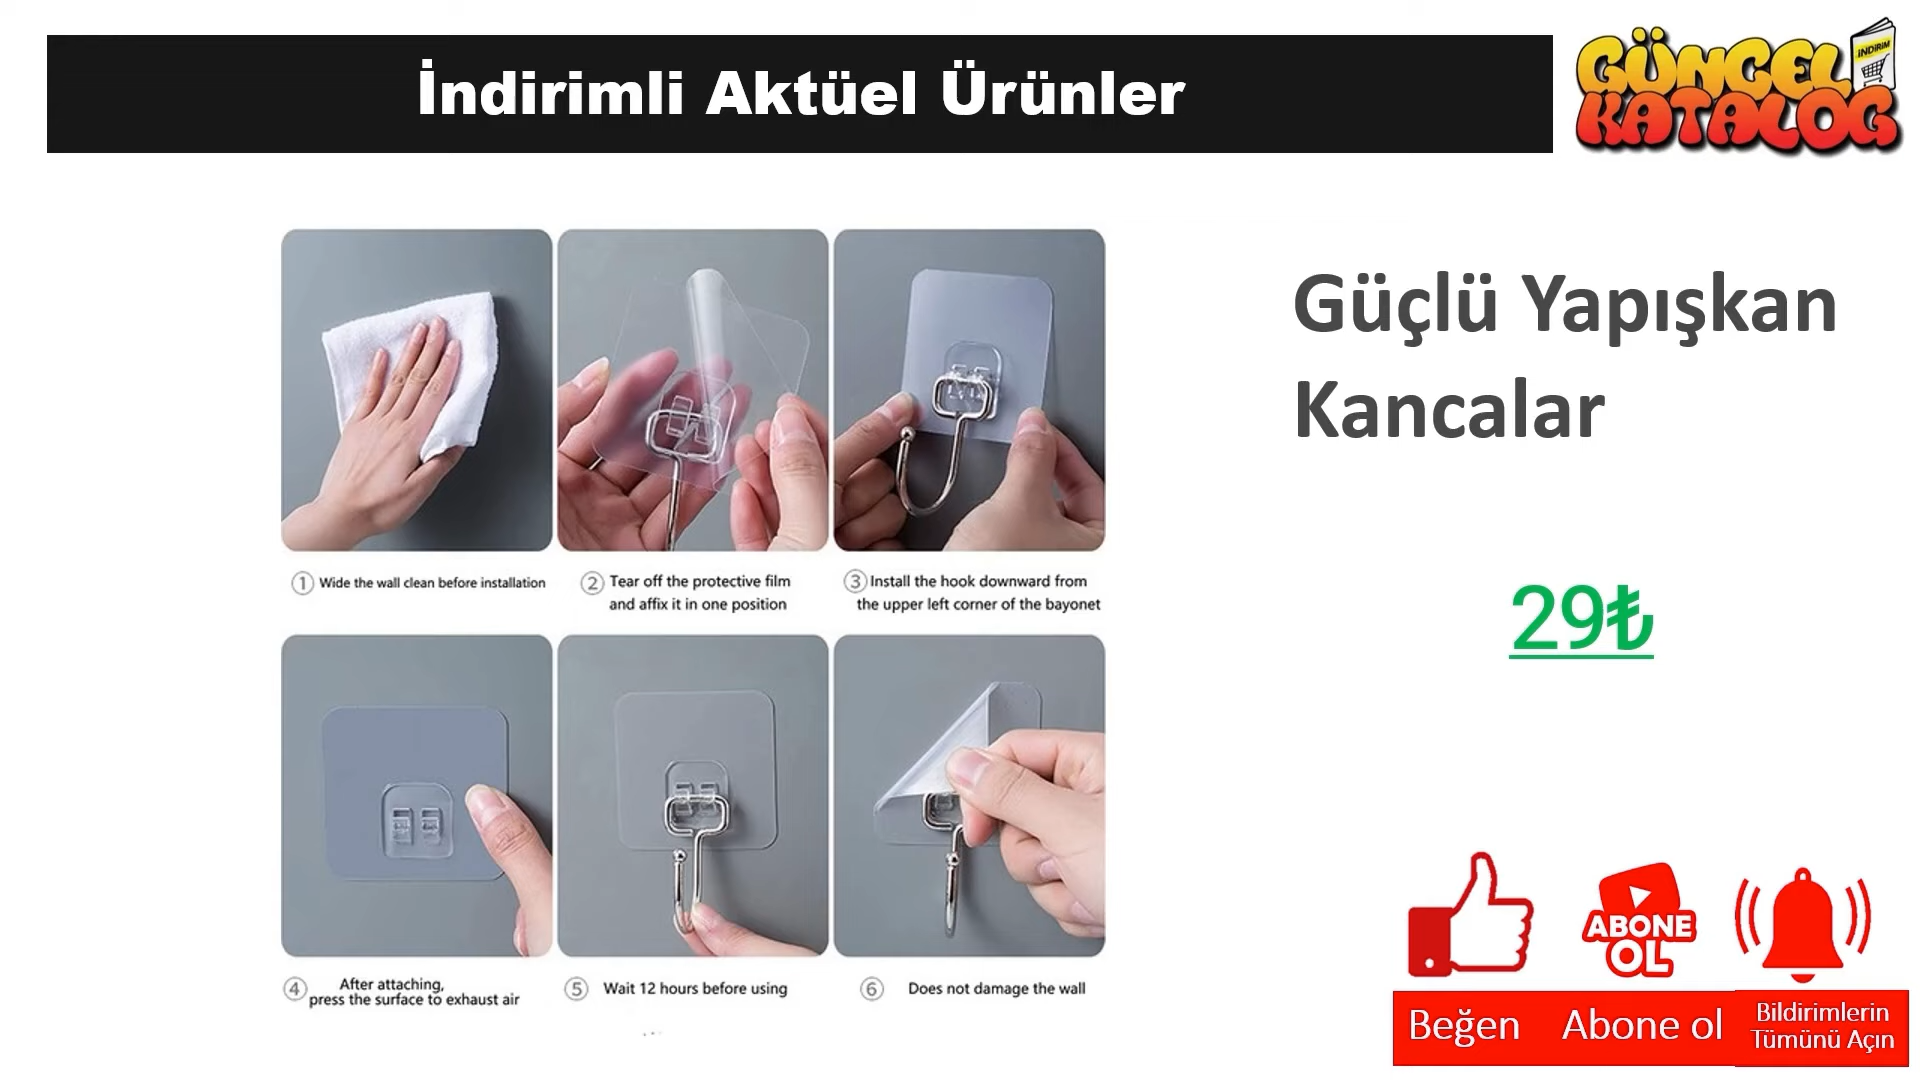 İndirimli Aktüel Ürünler
GÜNCEL
KATALOG
İNDİRİM
Güçlü Yapışkan
Kancalar
29₺
1 Wide the wall clean before installation
2 Tear off the protective film
and affix it in one position
3 Install the hook downward from
the upper left corner of the bayonet
4 After attaching,
press the surface to exhaust air
5 Wait 12 hours before using
6 Does not damage the wall
ABONE
OL
Beğen
Abone ol
Bildirimlerin
Tümünü Açın